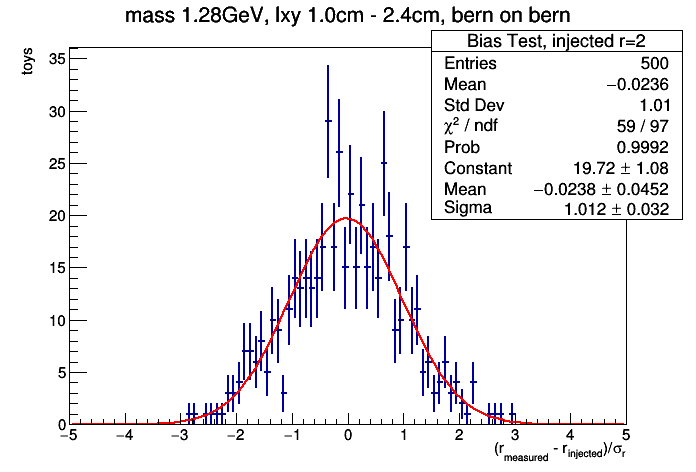 mass 1.28GeV, lxy 1.0cm - 2.4cm, bern on bern
Bias Test, injected r=2
Entries 500
Mean −0.0236
Std Dev 1.01
χ² / ndf 59 / 97
Prob 0.9992
Constant 19.72 ± 1.08
Mean −0.0238 ± 0.0452
Sigma 1.012 ± 0.032
toys
35
30
25
20
15
10
5
0
−5 −4 −3 −2 −1 0 1 2 3 4 5
(r_measured - r_injected)/σ_r